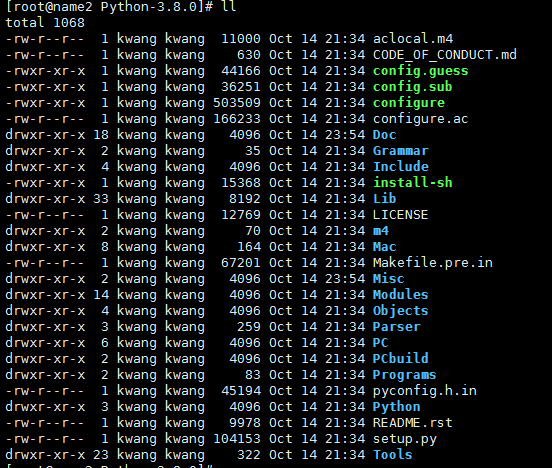 [root@name2 Python-3.8.0]# ll
total 1068
-rw-r--r-- 1 kwang kwang 11000 Oct 14 21:34 aclocal.m4
-rw-r--r-- 1 kwang kwang 630 Oct 14 21:34 CODE_OF_CONDUCT.md
-rwxr-xr-x 1 kwang kwang 44166 Oct 14 21:34 config.guess
-rwxr-xr-x 1 kwang kwang 36251 Oct 14 21:34 config.sub
-rwxr-xr-x 1 kwang kwang 503509 Oct 14 21:34 configure
-rw-r--r-- 1 kwang kwang 166233 Oct 14 21:34 configure.ac
drwxr-xr-x 18 kwang kwang 4096 Oct 14 23:54 Doc
drwxr-xr-x 2 kwang kwang 35 Oct 14 21:34 Grammar
drwxr-xr-x 4 kwang kwang 4096 Oct 14 21:34 Include
-rwxr-xr-x 1 kwang kwang 15368 Oct 14 21:34 install-sh
drwxr-xr-x 33 kwang kwang 8192 Oct 14 21:34 Lib
-rw-r--r-- 1 kwang kwang 12769 Oct 14 21:34 LICENSE
drwxr-xr-x 2 kwang kwang 70 Oct 14 21:34 m4
drwxr-xr-x 8 kwang kwang 164 Oct 14 21:34 Mac
-rw-r--r-- 1 kwang kwang 67201 Oct 14 21:34 Makefile.pre.in
drwxr-xr-x 2 kwang kwang 4096 Oct 14 23:54 Misc
drwxr-xr-x 14 kwang kwang 4096 Oct 14 21:34 Modules
drwxr-xr-x 4 kwang kwang 4096 Oct 14 21:34 Objects
drwxr-xr-x 3 kwang kwang 259 Oct 14 21:34 Parser
drwxr-xr-x 6 kwang kwang 4096 Oct 14 21:34 PC
drwxr-xr-x 2 kwang kwang 4096 Oct 14 21:34 PCbuild
drwxr-xr-x 2 kwang kwang 83 Oct 14 21:34 Programs
-rw-r--r-- 1 kwang kwang 45194 Oct 14 21:34 pyconfig.h.in
drwxr-xr-x 3 kwang kwang 4096 Oct 14 21:34 Python
-rw-r--r-- 1 kwang kwang 9978 Oct 14 21:34 README.rst
-rw-r--r-- 1 kwang kwang 104153 Oct 14 21:34 setup.py
drwxr-xr-x 23 kwang kwang 322 Oct 14 21:34 Tools